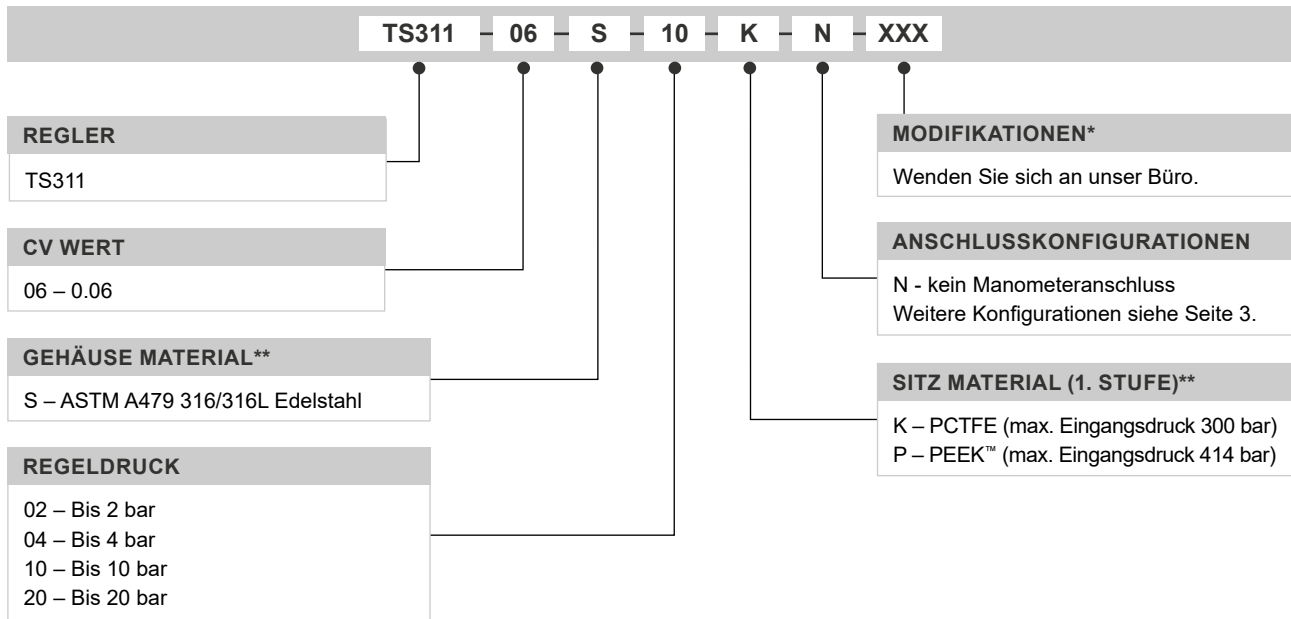 TS311 – 06 – S – 10 – K – N – XXX
REGLER
TS311
CV WERT
06 – 0.06
GEHÄUSE MATERIAL**
S – ASTM A479 316/316L Edelstahl
REGELDRUCK
02 – Bis 2 bar
04 – Bis 4 bar
10 – Bis 10 bar
20 – Bis 20 bar
MODIFIKATIONEN*
Wenden Sie sich an unser Büro.
ANSCHLUSSKONFIGURATIONEN
N - kein Manometeranschluss
Weitere Konfigurationen siehe Seite 3.
SITZ MATERIAL (1. STUFE)**
K – PCTFE (max. Eingangsdruck 300 bar)
P – PEEK™ (max. Eingangsdruck 414 bar)